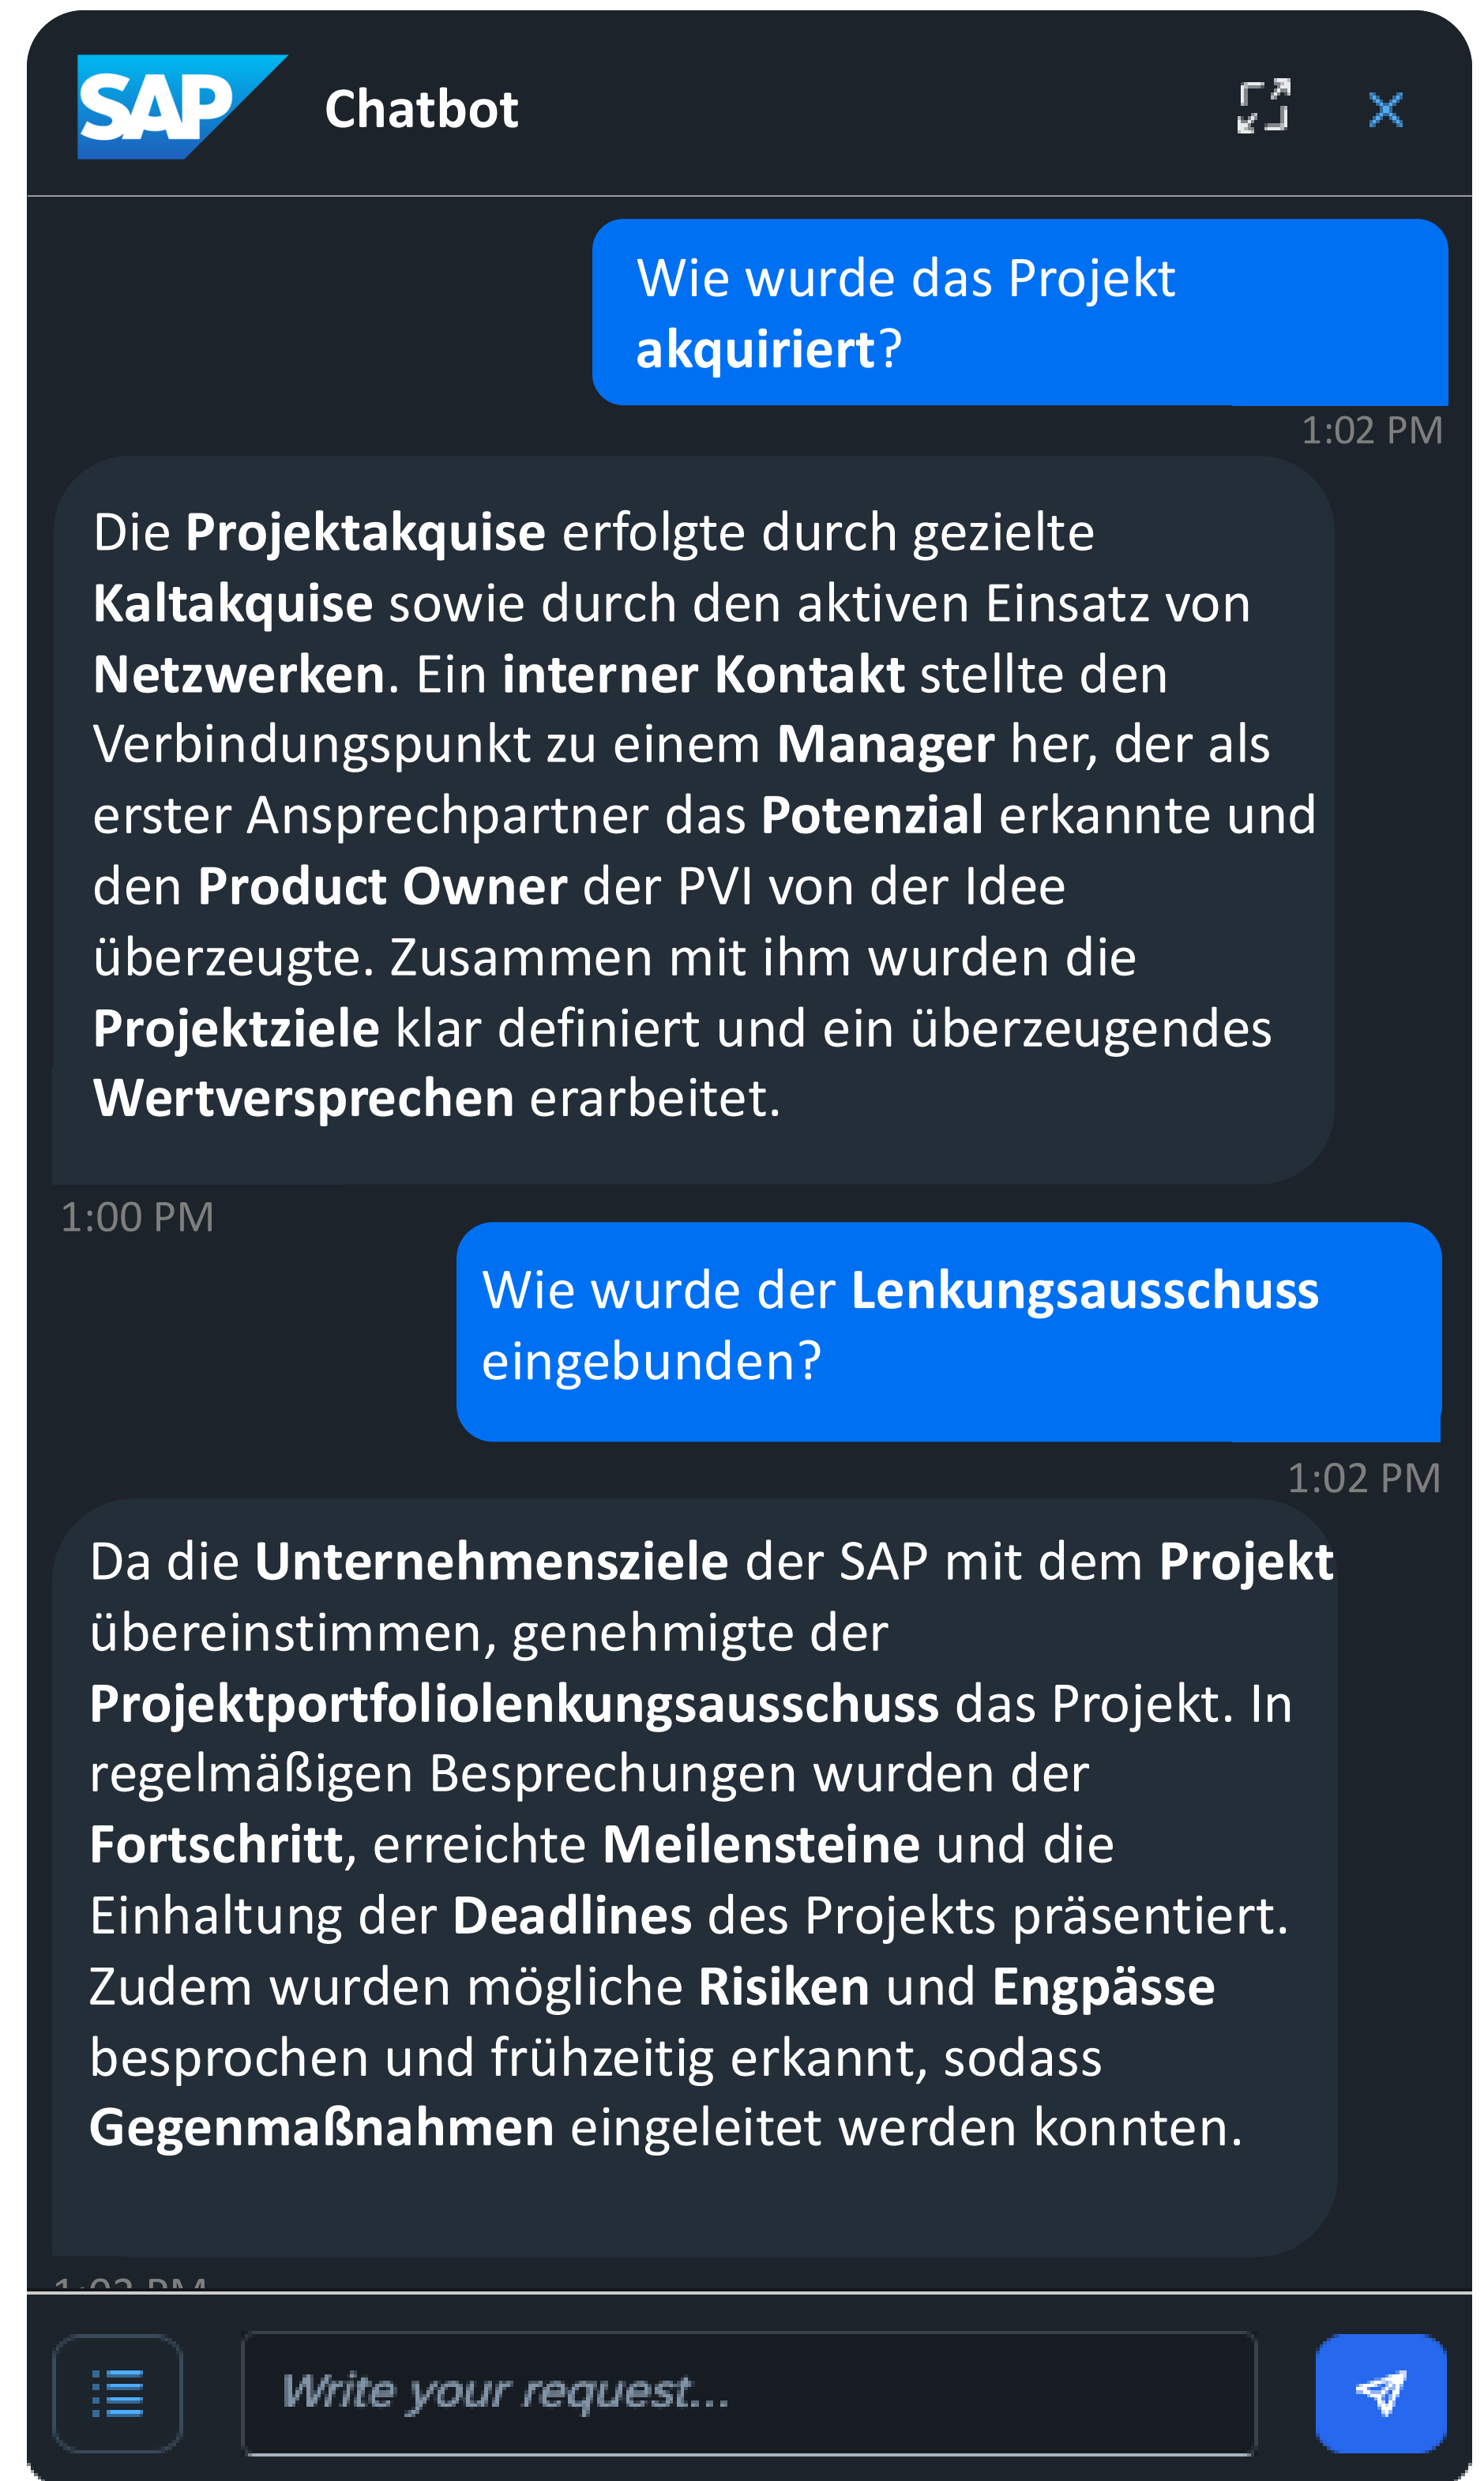 SAP Chatbot
Wie wurde das Projekt
akquiriert?
1:02 PM
Die Projektakquise erfolgte durch gezielte
Kaltakquise sowie durch den aktiven Einsatz von
Netzwerken. Ein interner Kontakt stellte den
Verbindungspunkt zu einem Manager her, der als
erster Ansprechpartner das Potenzial erkannte und
den Product Owner der PVI von der Idee
überzeugte. Zusammen mit ihm wurden die
Projektziele klar definiert und ein überzeugendes
Wertversprechen erarbeitet.
1:00 PM
Wie wurde der Lenkungsausschuss
eingebunden?
1:02 PM
Da die Unternehmensziele der SAP mit dem Projekt
übereinstimmen, genehmigte der
Projektportfoliolenkungsausschuss das Projekt. In
regelmäßigen Besprechungen wurden der
Fortschritt, erreichte Meilensteine und die
Einhaltung der Deadlines des Projekts präsentiert.
Zudem wurden mögliche Risiken und Engpässe
besprochen und frühzeitig erkannt, sodass
Gegenmaßnahmen eingeleitet werden konnten.
Write your request...